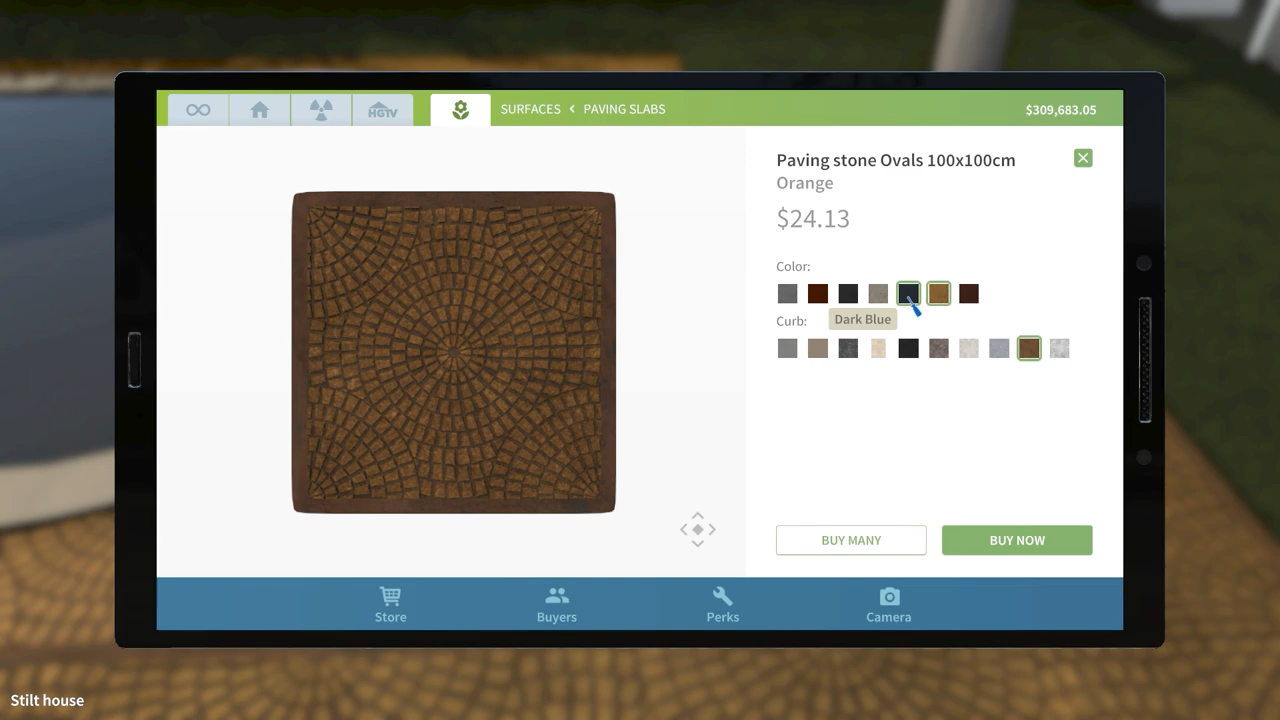 HGTV
SURFACES < PAVING SLABS
$309,683.05
Paving stone Ovals 100x100cm
Orange
$24.13
Color:
Dark Blue
Curb:
BUY MANY
BUY NOW
Store
Buyers
Perks
Camera
Stilt house